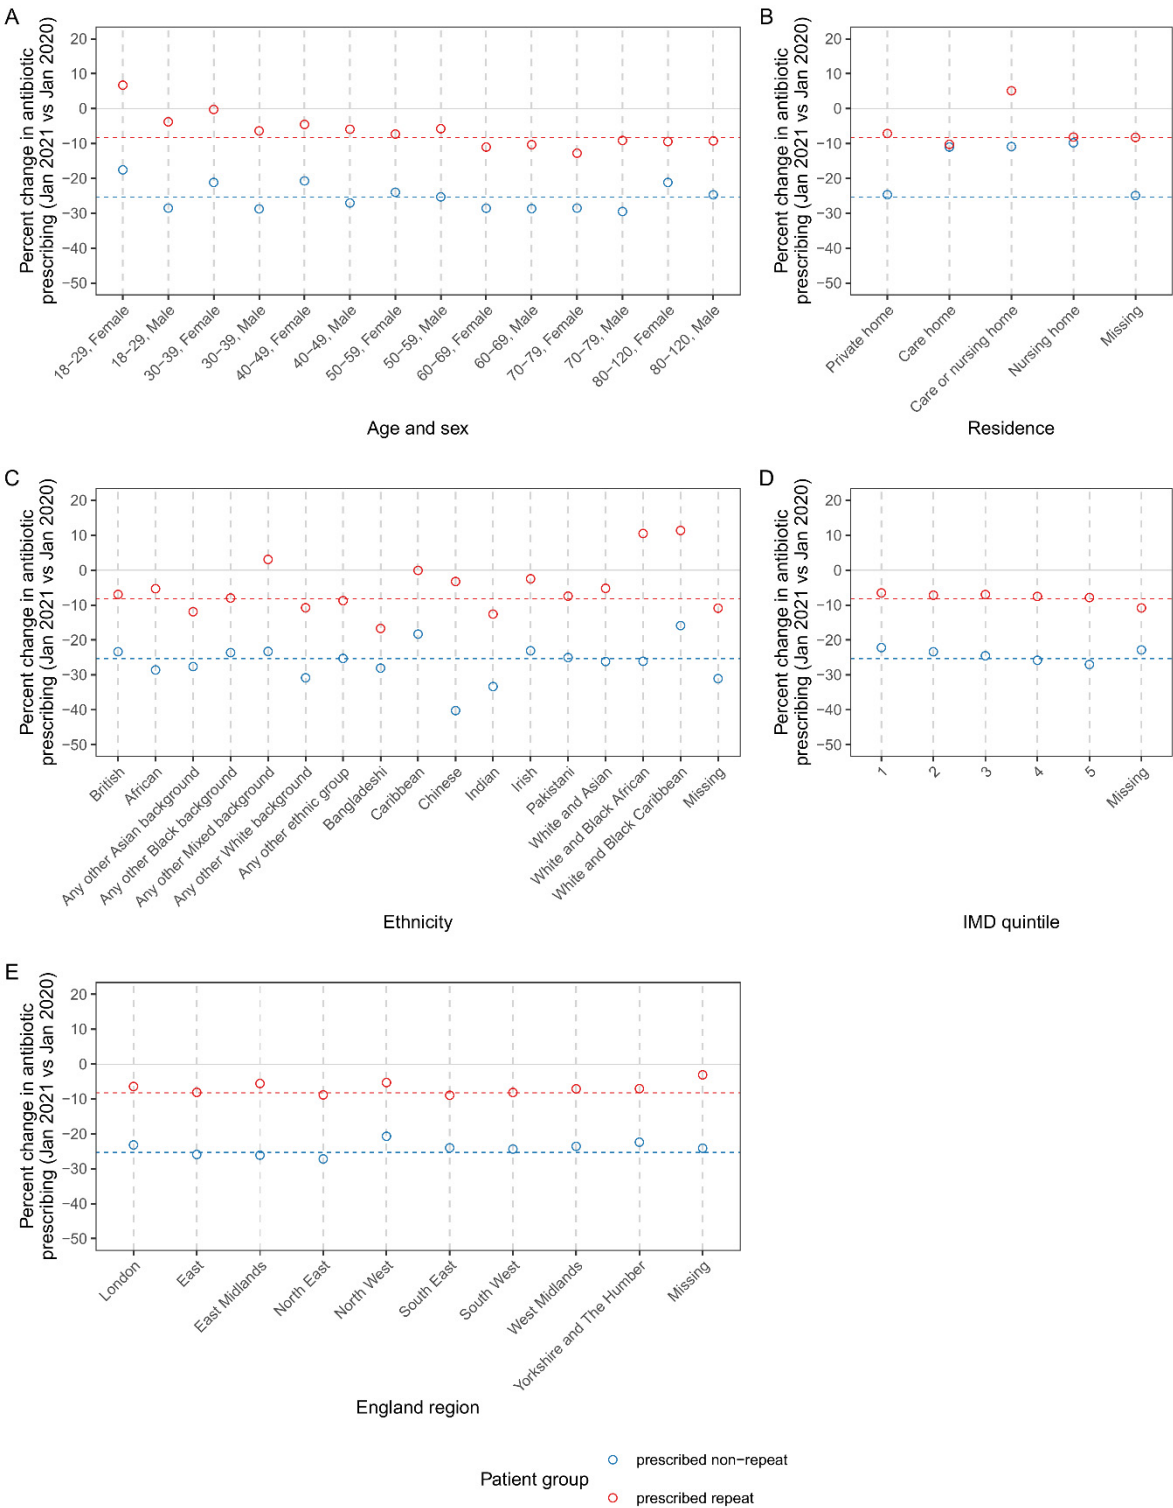 A
Percent change in antibiotic
prescribing (Jan 2021 vs Jan 2020)
20
10
0
−10
−20
−30
−40
−50
18−29, Female
18−29, Male
30−39, Female
30−39, Male
40−49, Female
40−49, Male
50−59, Female
50−59, Male
60−69, Female
60−69, Male
70−79, Female
70−79, Male
80−120, Female
80−120, Male
Age and sex
B
Percent change in antibiotic
prescribing (Jan 2021 vs Jan 2020)
20
10
0
−10
−20
−30
−40
−50
Private home
Care home
Care or nursing home
Nursing home
Missing
Residence
C
Percent change in antibiotic
prescribing (Jan 2021 vs Jan 2020)
20
10
0
−10
−20
−30
−40
−50
British
African
Any other Asian background
Any other Black background
Any other Mixed background
Any other White background
Any other ethnic group
Bangladeshi
Caribbean
Chinese
Indian
Irish
Pakistani
White and Asian
White and Black African
White and Black Caribbean
Missing
Ethnicity
D
Percent change in antibiotic
prescribing (Jan 2021 vs Jan 2020)
20
10
0
−10
−20
−30
−40
−50
1
2
3
4
5
Missing
IMD quintile
E
Percent change in antibiotic
prescribing (Jan 2021 vs Jan 2020)
20
10
0
−10
−20
−30
−40
−50
London
East
East Midlands
North East
North West
South East
South West
West Midlands
Yorkshire and The Humber
Missing
England region
Patient group
prescribed non−repeat
prescribed repeat